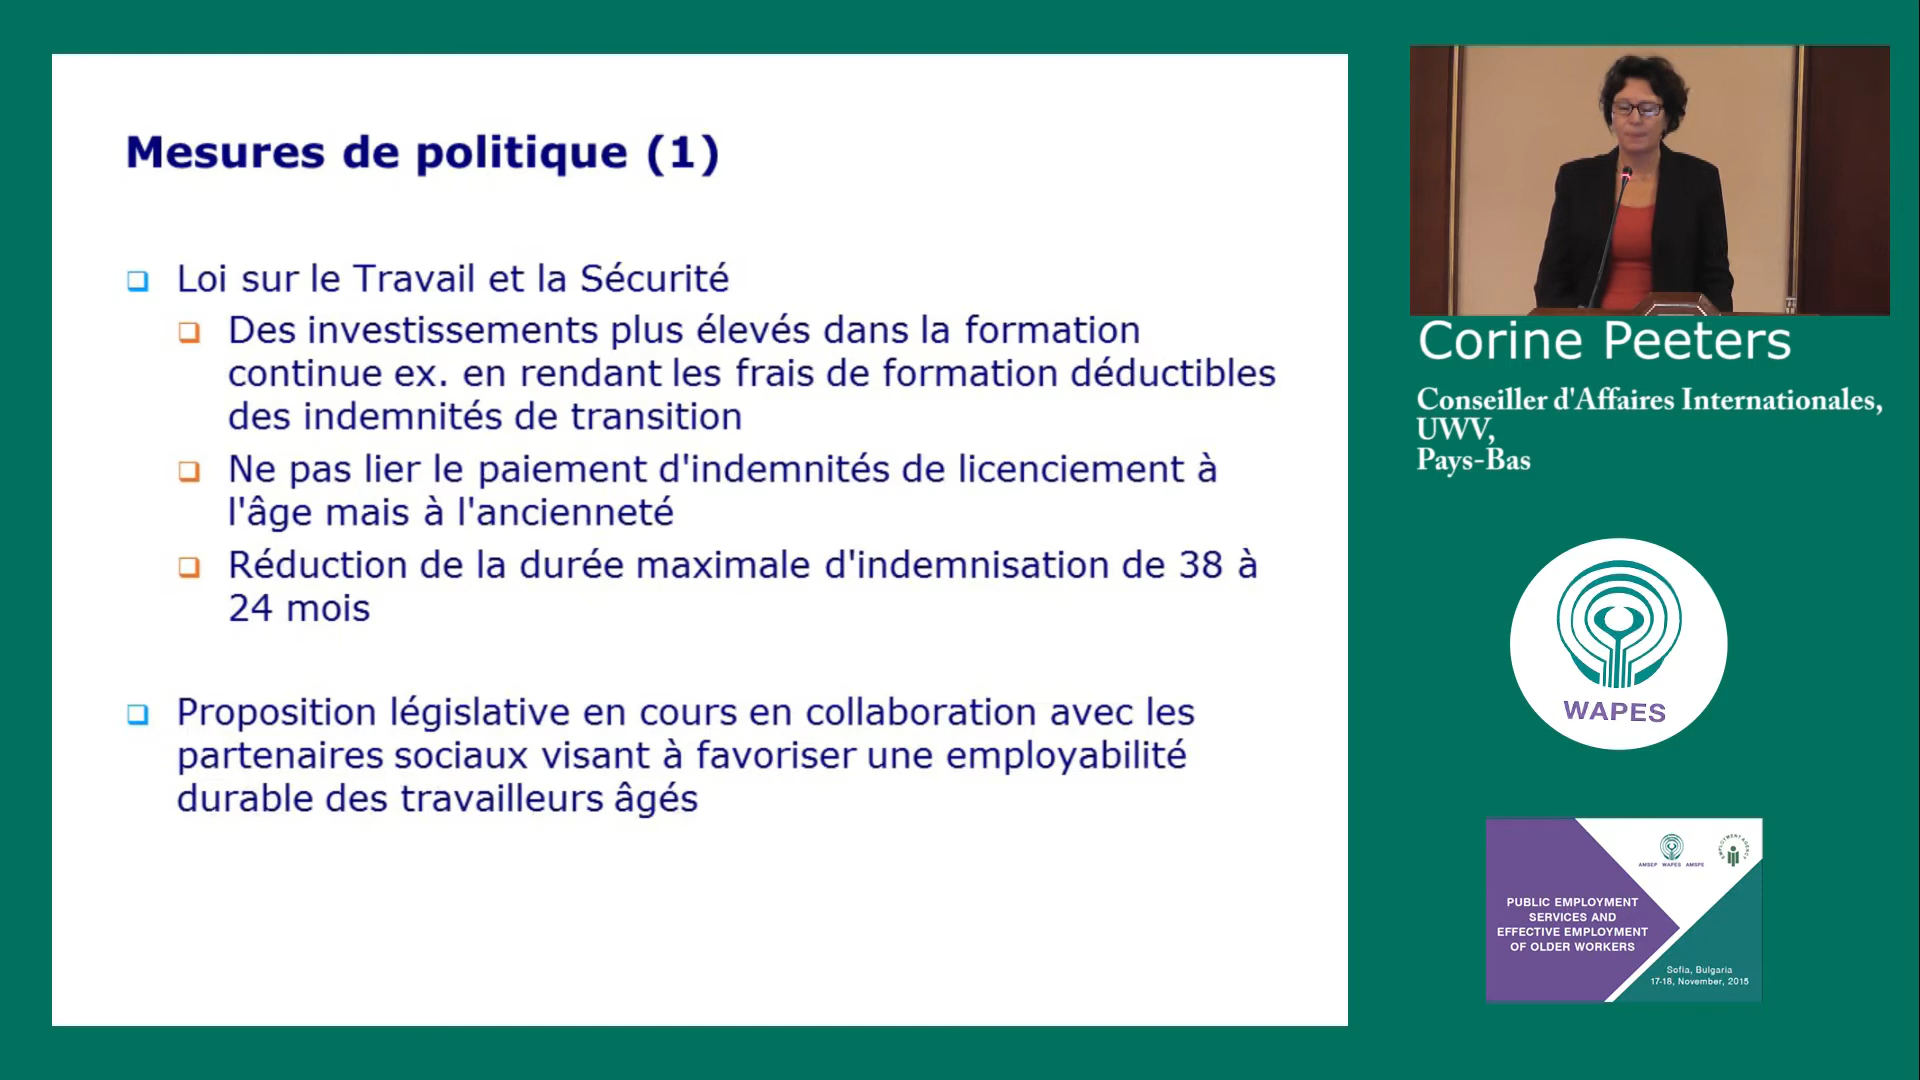 Mesures de politique (1)
Loi sur le Travail et la Sécurité
Des investissements plus élevés dans la formation
continue ex. en rendant les frais de formation déductibles
des indemnités de transition
Ne pas lier le paiement d'indemnités de licenciement à
l'âge mais à l'ancienneté
Réduction de la durée maximale d'indemnisation de 38 à
24 mois
Proposition législative en cours en collaboration avec les
partenaires sociaux visant à favoriser une employabilité
durable des travailleurs âgés
Corine Peeters
Conseiller d'Affaires Internationales,
UWV,
Pays-Bas
WAPES
AMSEP WAPES AMSPE
EMPLOYMENT AGENCY
PUBLIC EMPLOYMENT
SERVICES AND
EFFECTIVE EMPLOYMENT
OF OLDER WORKERS
Sofia, Bulgaria
17-18, November, 2015